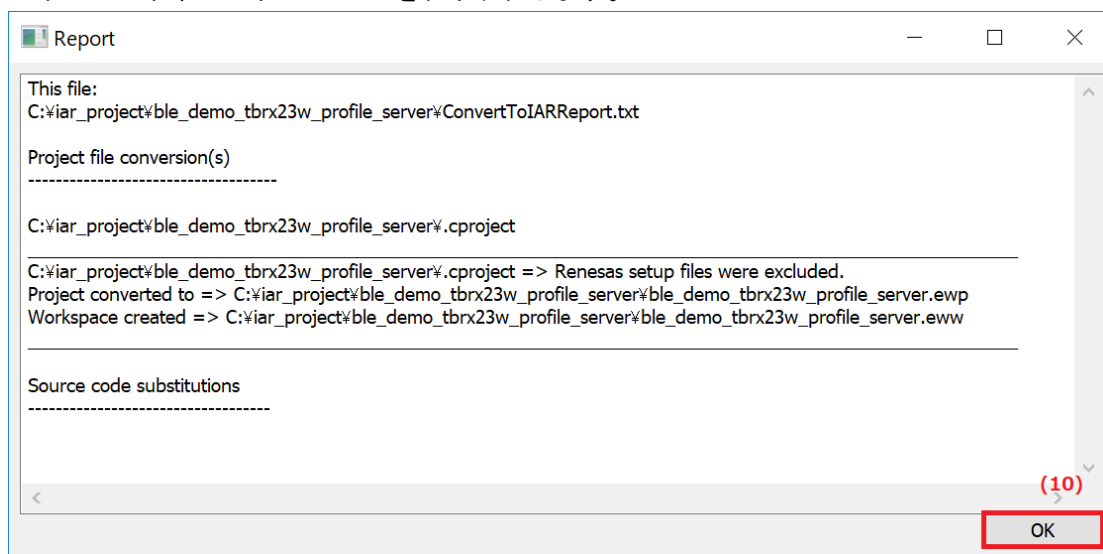 Report
This file:
C:¥iar_project¥ble_demo_tbrx23w_profile_server¥ConvertToIARReport.txt
Project file conversion(s)
------------------------------------
C:¥iar_project¥ble_demo_tbrx23w_profile_server¥.cproject
C:¥iar_project¥ble_demo_tbrx23w_profile_server¥.cproject => Renesas setup files were excluded.
Project converted to => C:¥iar_project¥ble_demo_tbrx23w_profile_server¥ble_demo_tbrx23w_profile_server.ewp
Workspace created => C:¥iar_project¥ble_demo_tbrx23w_profile_server¥ble_demo_tbrx23w_profile_server.eww
Source code substitutions
-----------------------------------
(10)
OK